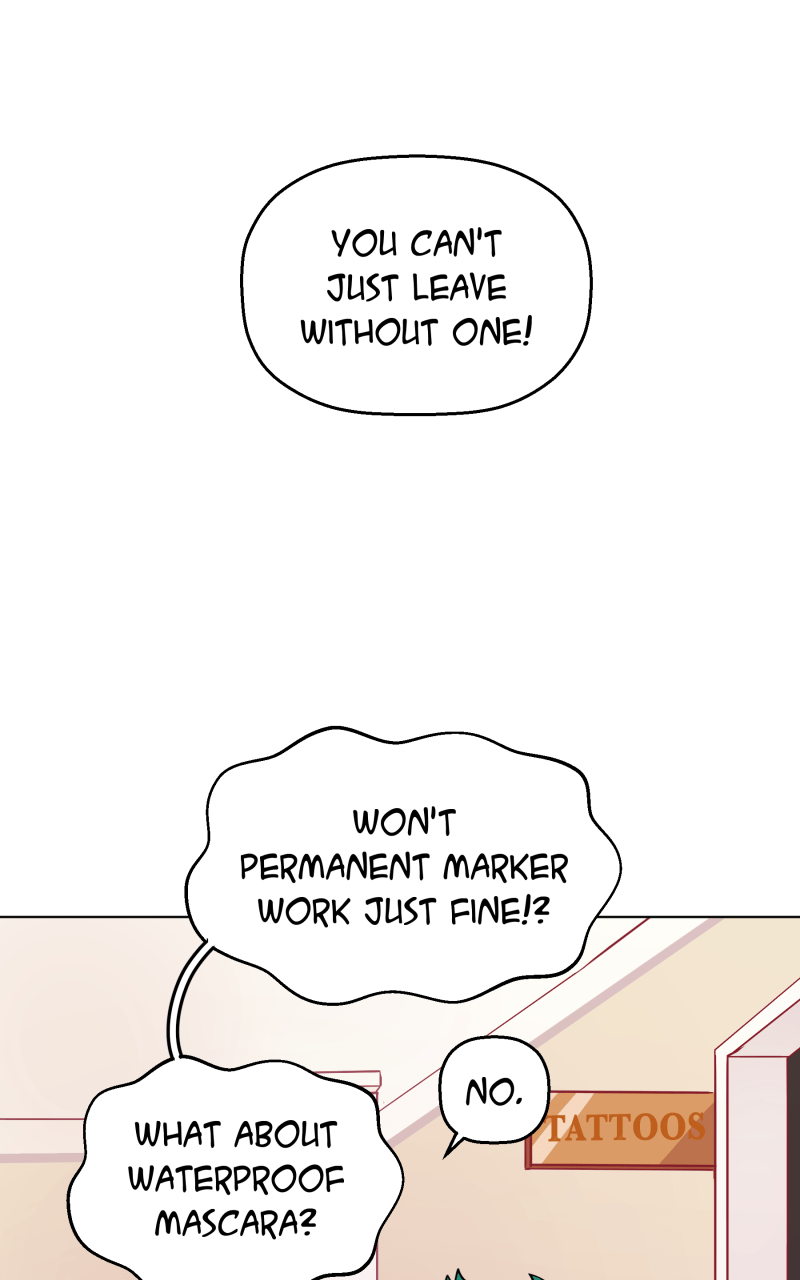 YOU CAN'T
JUST LEAVE
WITHOUT ONE!
WON'T
PERMANENT MARKER
WORK JUST FINE!?
NO.
TATTOOS
WHAT ABOUT
WATERPROOF
MASCARA?